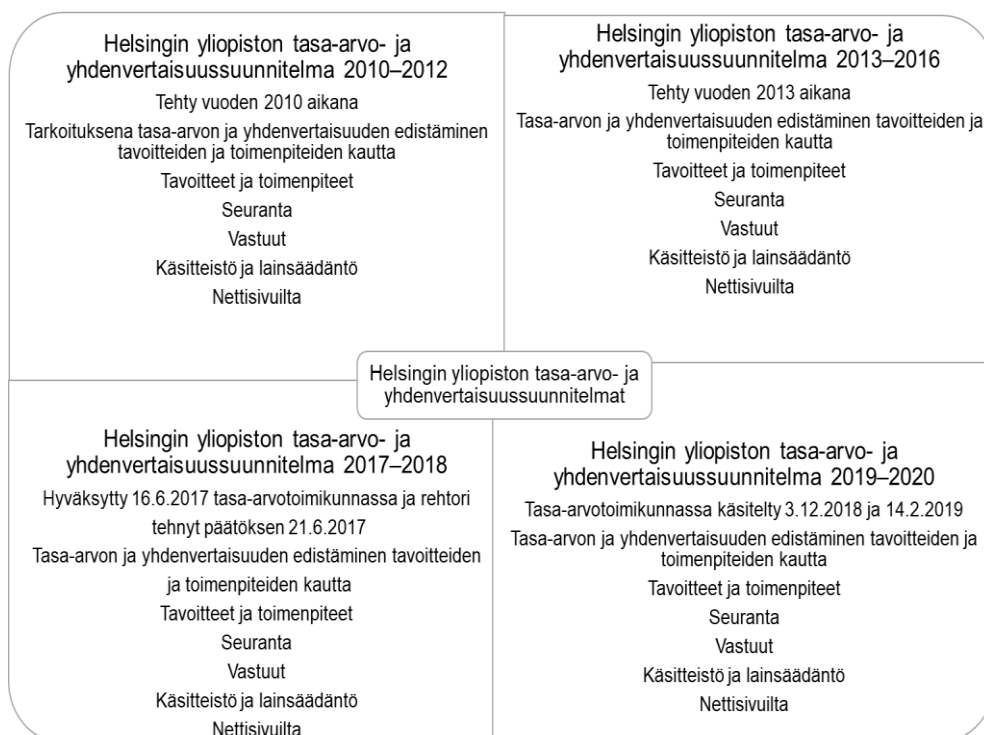 Helsingin yliopiston tasa-arvo- ja
yhdenvertaisuussuunnitelma 2010–2012
Tehty vuoden 2010 aikana
Tarkoituksena tasa-arvon ja yhdenvertaisuuden edistäminen
tavoitteiden ja toimenpiteiden kautta
Tavoitteet ja toimenpiteet
Seuranta
Vastuut
Käsitteistö ja lainsäädäntö
Nettisivuilta
Helsingin yliopiston tasa-arvo- ja
yhdenvertaisuussuunnitelma 2013–2016
Tehty vuoden 2013 aikana
Tasa-arvon ja yhdenvertaisuuden edistäminen tavoitteiden ja
toimenpiteiden kautta
Tavoitteet ja toimenpiteet
Seuranta
Vastuut
Käsitteistö ja lainsäädäntö
Nettisivuilta
Helsingin yliopiston tasa-arvo- ja
yhdenvertaisuussuunnitelmat
Helsingin yliopiston tasa-arvo- ja
yhdenvertaisuussuunnitelma 2017–2018
Hyväksytty 16.6.2017 tasa-arvotoimikunnassa ja rehtori
tehnyt päätöksen 21.6.2017
Tasa-arvon ja yhdenvertaisuuden edistäminen tavoitteiden
ja toimenpiteiden kautta
Tavoitteet ja toimenpiteet
Seuranta
Vastuut
Käsitteistö ja lainsäädäntö
Nettisivuilta
Helsingin yliopiston tasa-arvo- ja
yhdenvertaisuussuunnitelma 2019–2020
Tasa-arvotoimikunnassa käsitelty 3.12.2018 ja 14.2.2019
Tasa-arvon ja yhdenvertaisuuden edistäminen tavoitteiden ja
toimenpiteiden kautta
Tavoitteet ja toimenpiteet
Seuranta
Vastuut
Käsitteistö ja lainsäädäntö
Nettisivuilta